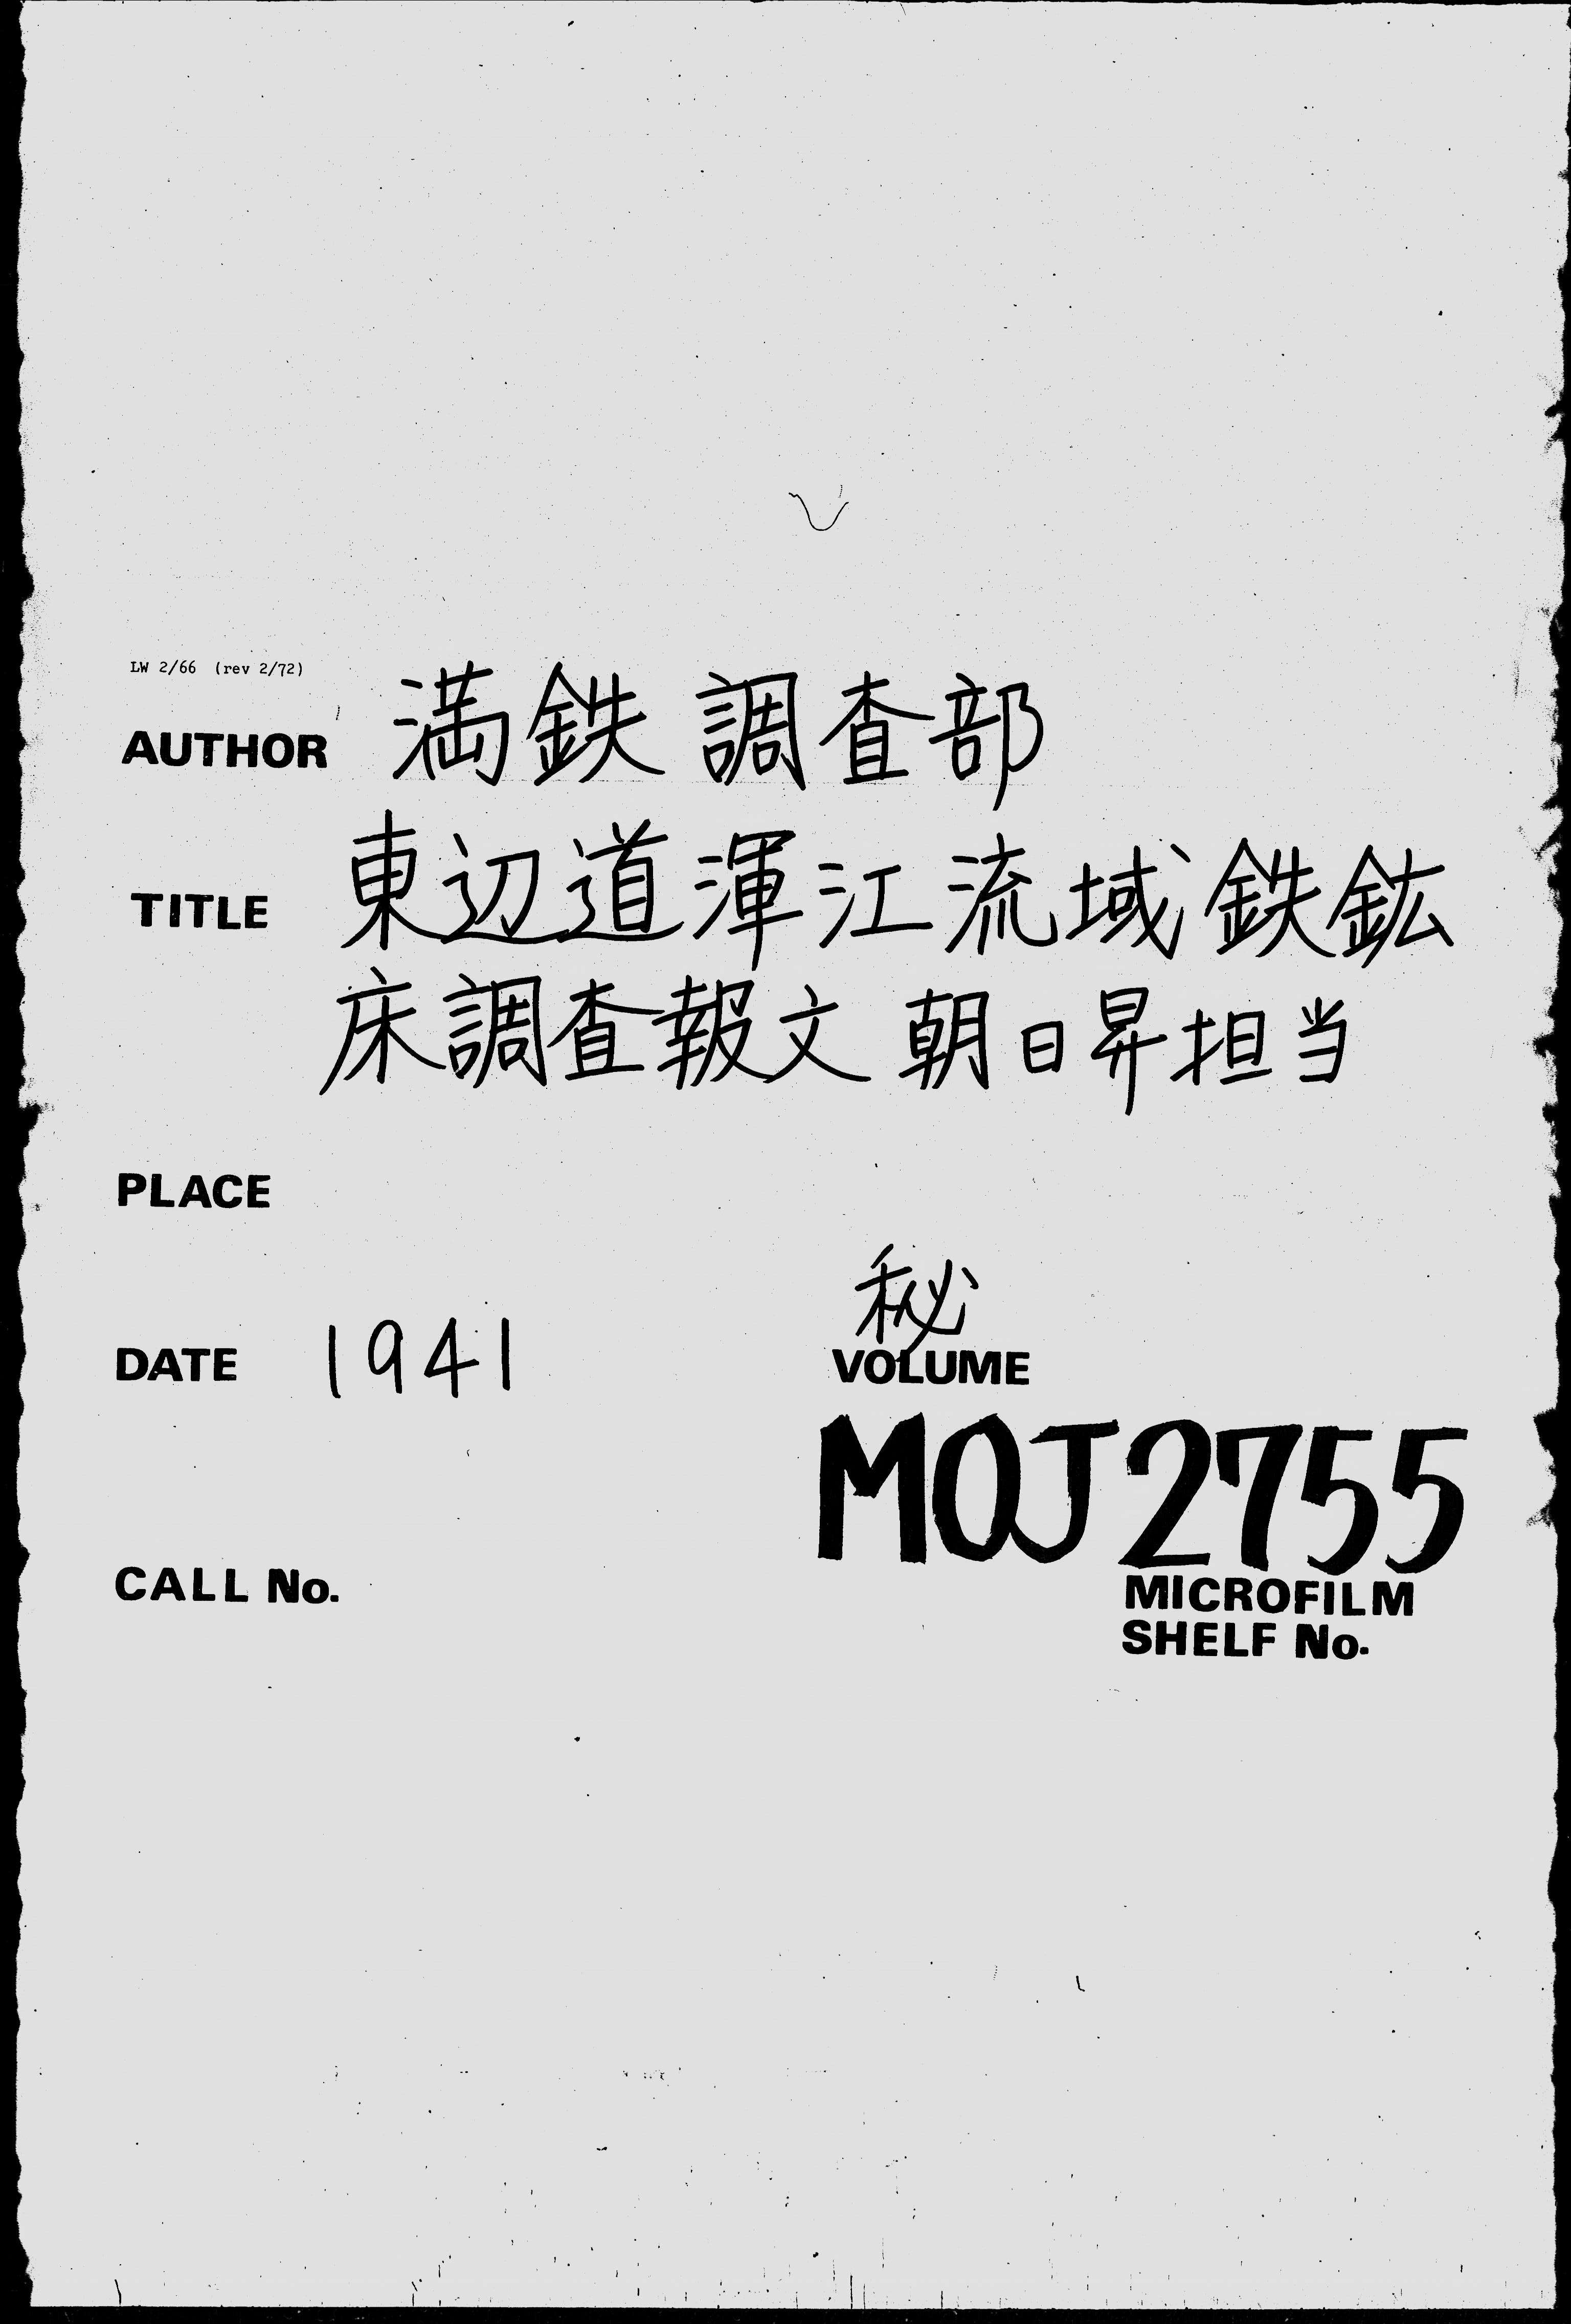 LW 2/66 (rev 2/72)
AUTHOR 満鉄 調査部
TITLE 東辺道渾江流域鉄鉱
床調査報文 朝日昇担当
PLACE
秘
DATE 1941 VOLUME
MOJ 2755
CALL No. MICROFILM
SHELF No.